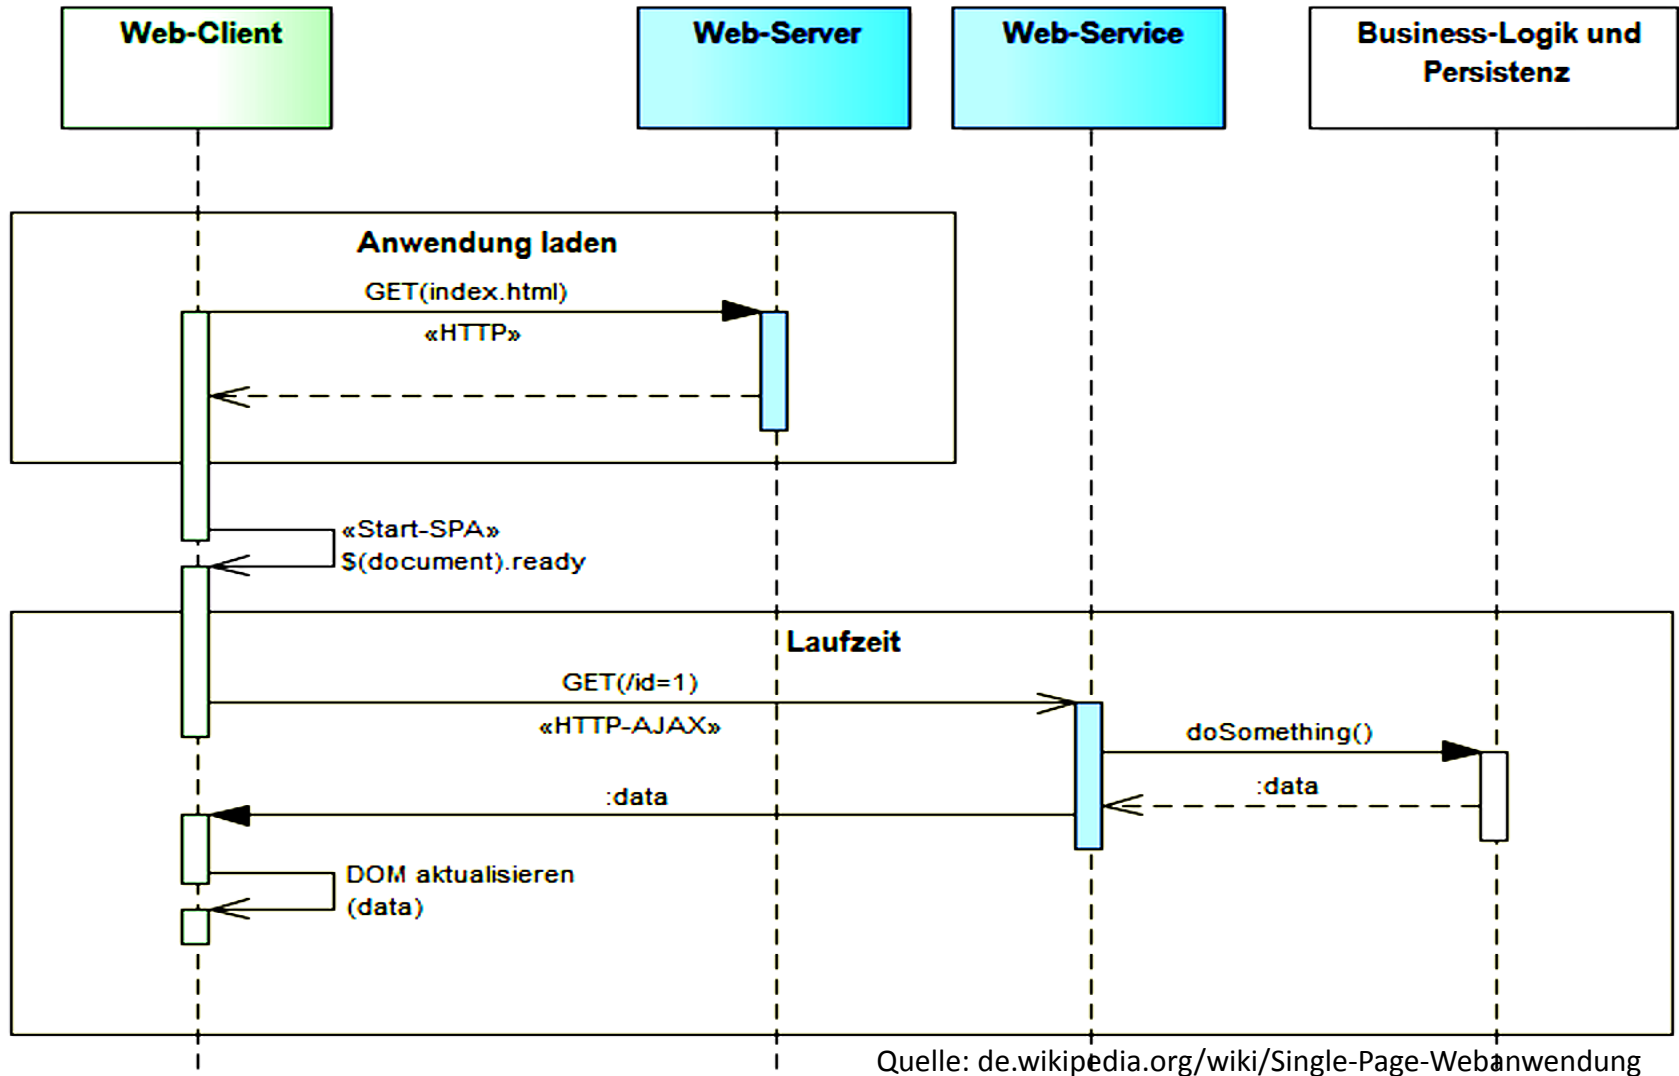 Web-Client
Web-Server
Web-Service
Business-Logik und
Persistenz
Anwendung laden
GET(index.html)
«HTTP»
«Start-SPA»
$(document).ready
Laufzeit
GET(/id=1)
«HTTP-AJAX»
doSomething()
:data
:data
DOM aktualisieren
(data)
Quelle: de.wikipedia.org/wiki/Single-Page-Webanwendung